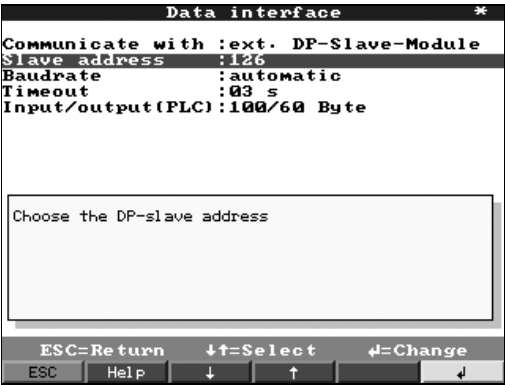 Data interface *
Communicate with :ext. DP-Slave-Module
Slave address :126
Baudrate :automatic
Timeout :03 s
Input/output(PLC):100/60 Byte
Choose the DP-slave address
ESC=Return ↓↑=Select ↲=Change
ESC Help ↓ ↑ ↲